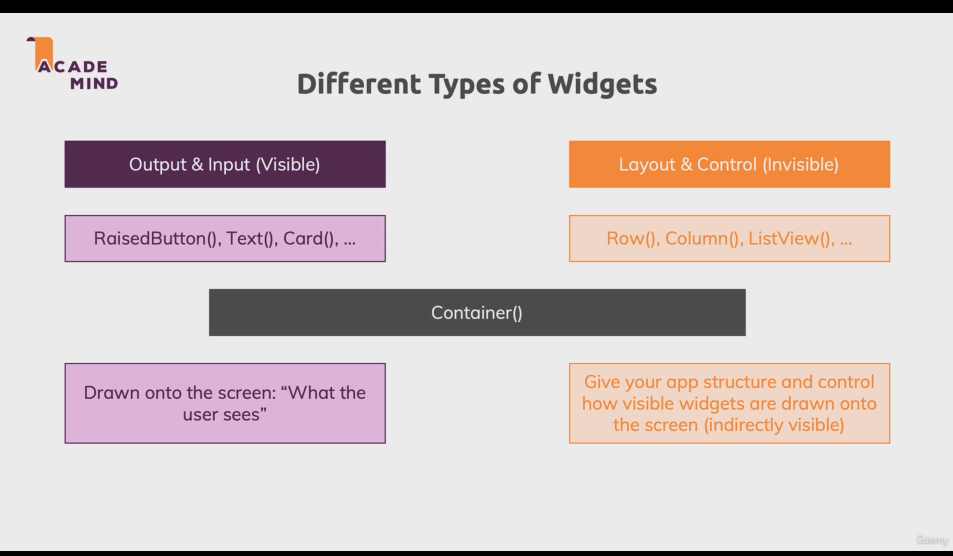 ACADE
MIND
Different Types of Widgets
Output & Input (Visible)
Layout & Control (Invisible)
RaisedButton(), Text(), Card(), ...
Row(), Column(), ListView(), ...
Container()
Drawn onto the screen: “What the
user sees”
Give your app structure and control
how visible widgets are drawn onto
the screen (indirectly visible)
ûdemy